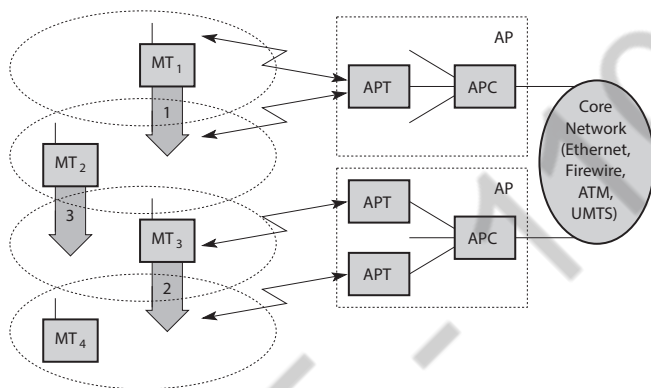 MT1
1
MT2
3
MT3
2
MT4
AP
APT
APC
AP
APT
APT
APC
Core
Network
(Ethernet,
Firewire,
ATM,
UMTS)